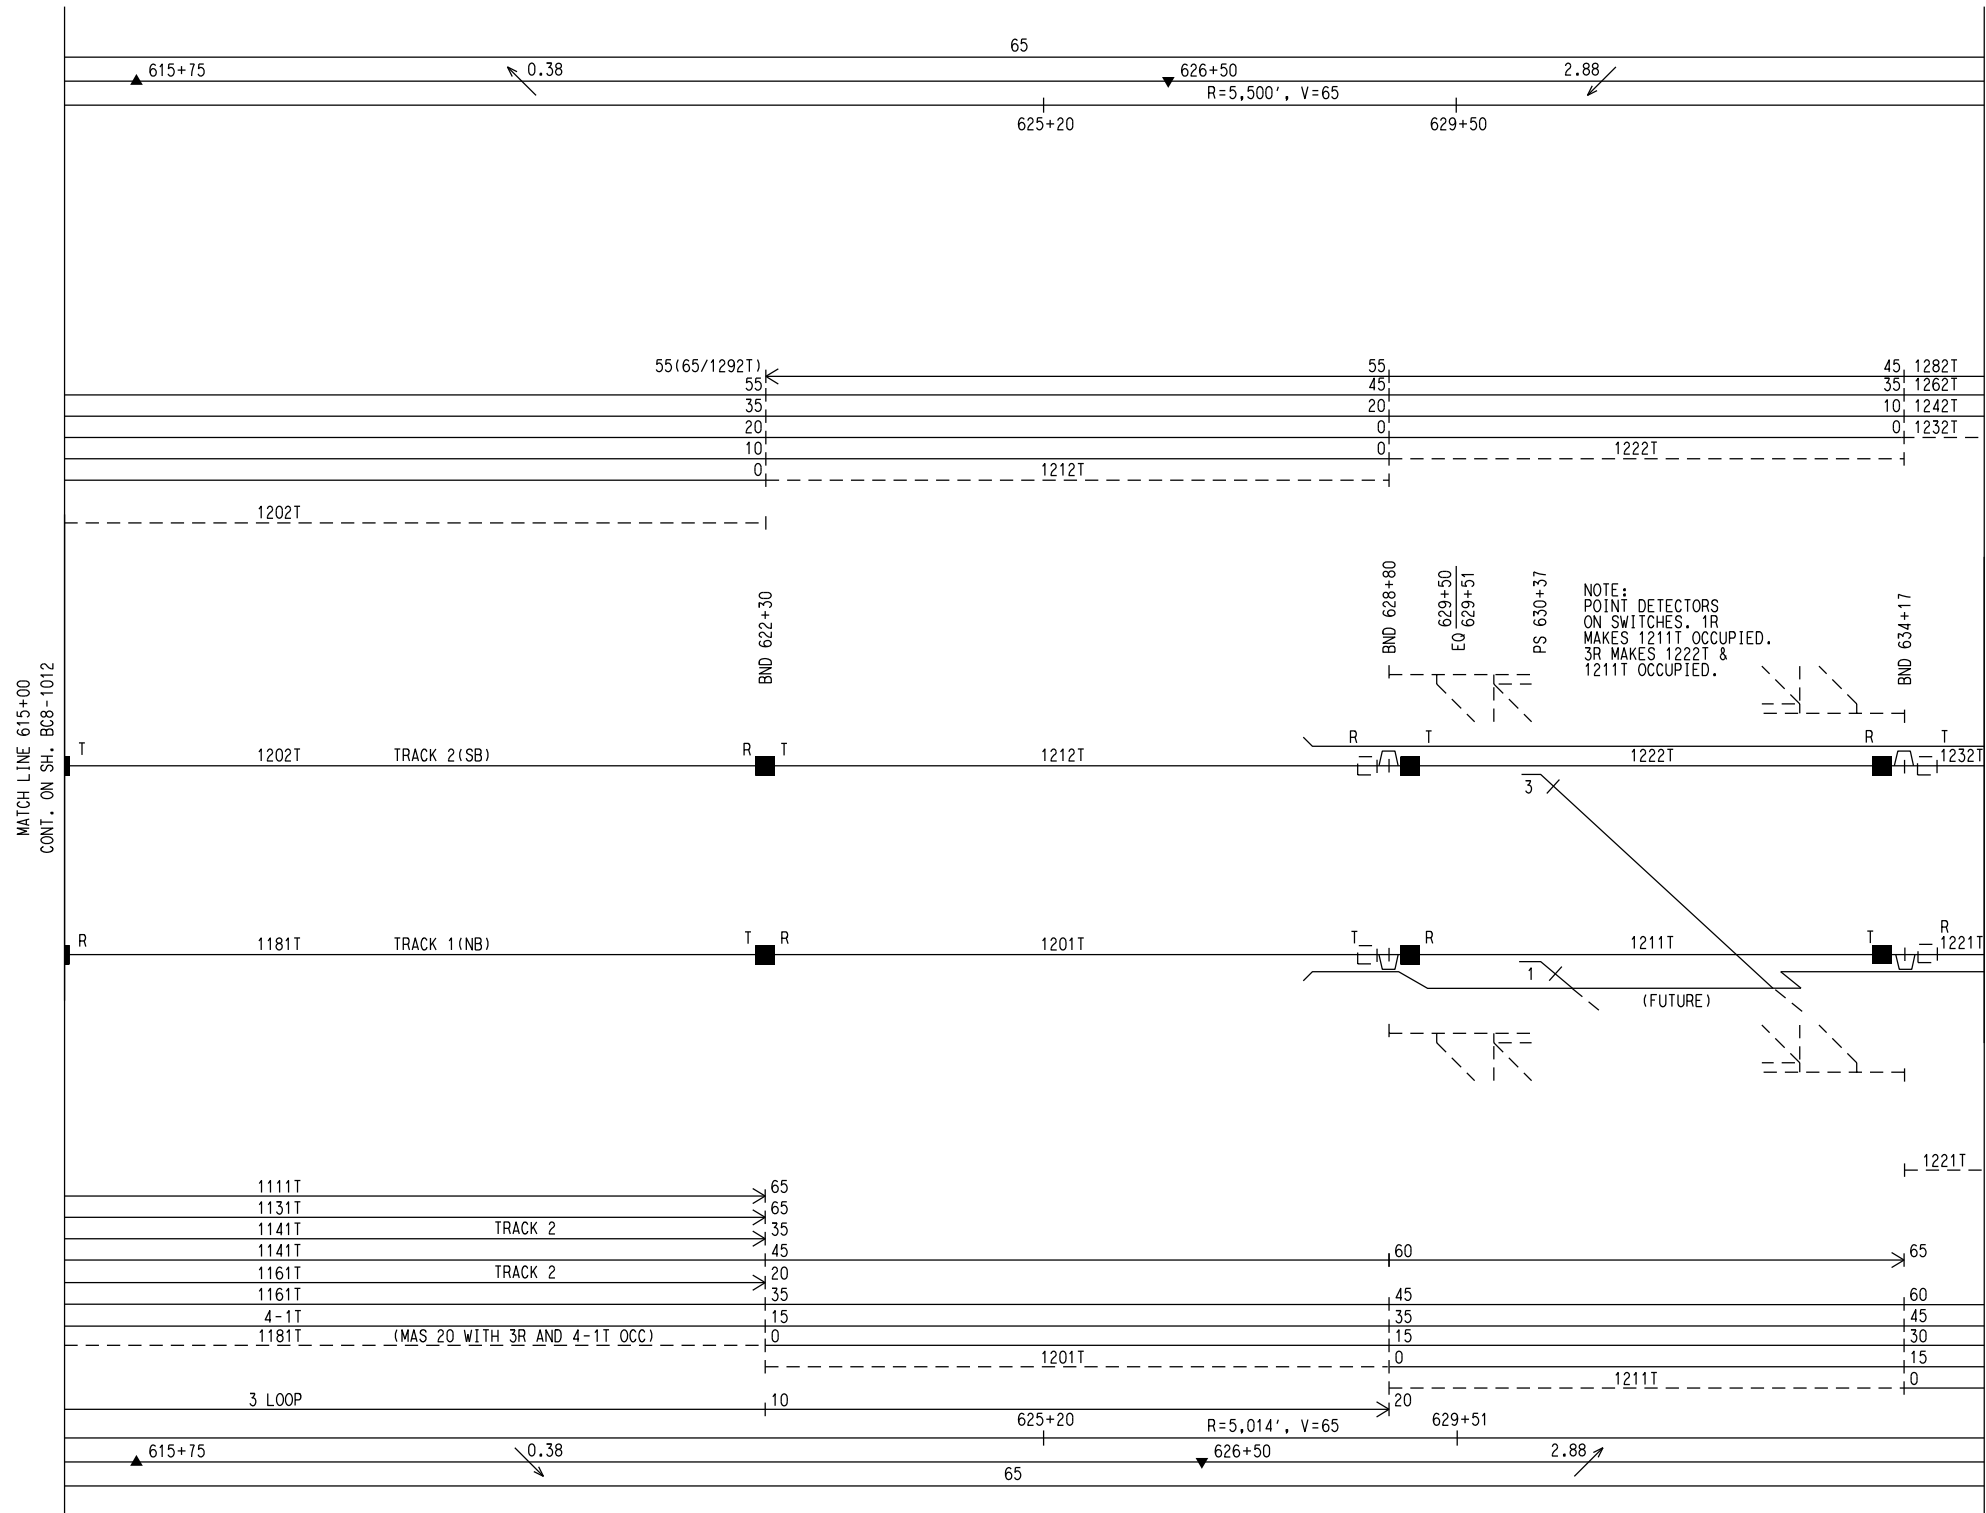 65
615+75 0.38 626+50 2.88
R=5,500', V=65
625+20 629+50
55(65/1292T) 55 45 1282T
55 45 35 1262T
35 20 10 1242T
20 0 0 1232T
10 0 1222T
0 1212T
1202T
MATCH LINE 615+00
CONT. ON SH. BC8-1012
BND 622+30
BND 628+80
EQ 629+50
629+51
PS 630+37
NOTE:
POINT DETECTORS
ON SWITCHES. 1R
MAKES 1211T OCCUPIED.
3R MAKES 1222T &
1211T OCCUPIED.
BND 634+17
T R T R T R T
1202T TRACK 2(SB) 1212T 1222T 1232T
3
R T R T R T R
1181T TRACK 1(NB) 1201T 1211T 1221T
1
(FUTURE)
1221T
1111T 65
1131T 65
1141T TRACK 2 35
1141T 45 60 65
1161T TRACK 2 20
1161T 35 45 60
4-1T 15 35 45
1181T (MAS 20 WITH 3R AND 4-1T OCC) 0 15 30
1201T 0 15
1211T 0
3 LOOP 10 20
625+20 R=5,014', V=65 629+51
615+75 0.38 626+50 2.88
65